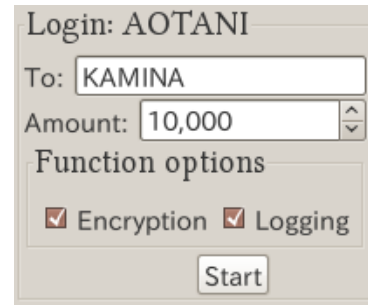 Login: AOTANI
To: KAMINA
Amount: 10,000
Function options
Encryption Logging
Start